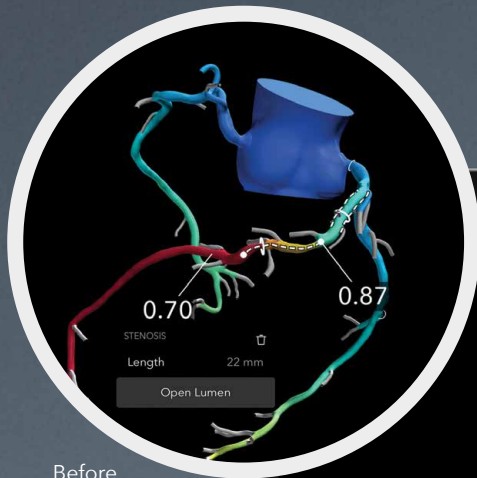 0.70
0.87
STENOSIS
Length 22 mm
Open Lumen
Before